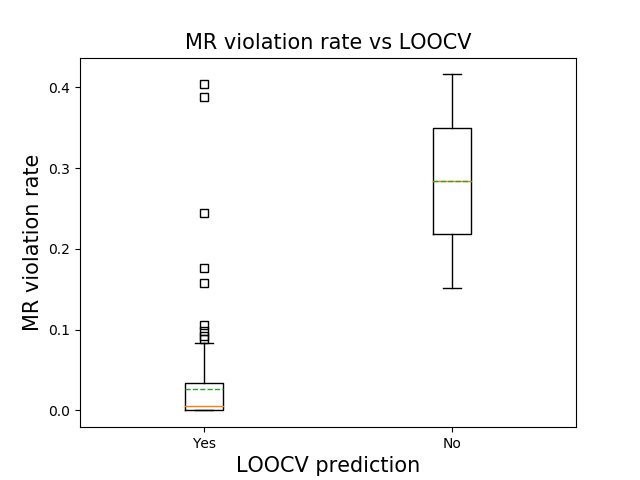 MR violation rate vs LOOCV
MR violation rate
0.4
0.3
0.2
0.1
0.0
Yes
No
LOOCV prediction